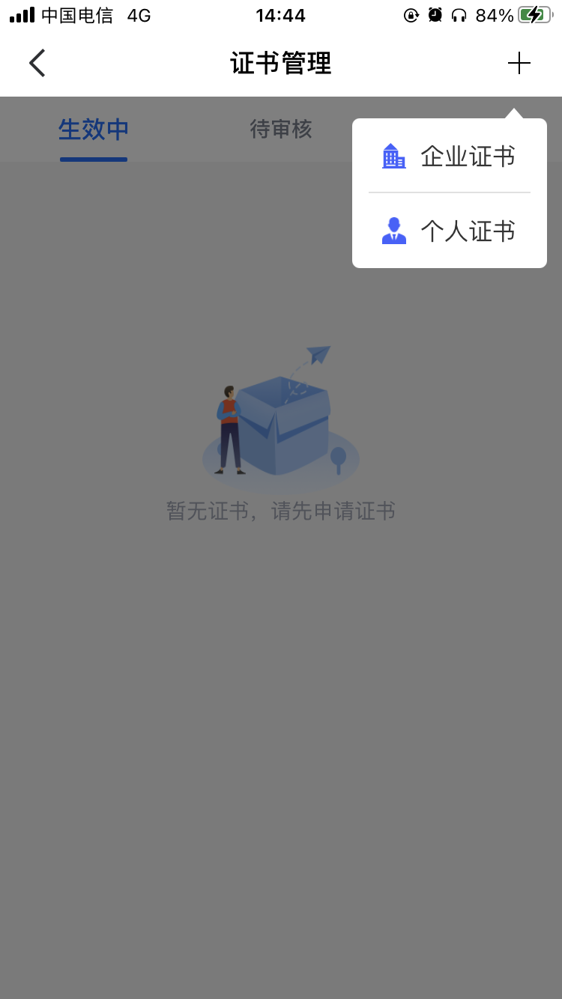 中国电信 4G 14:44 84%
证书管理
生效中 待审核
企业证书
个人证书
暂无证书，请先申请证书